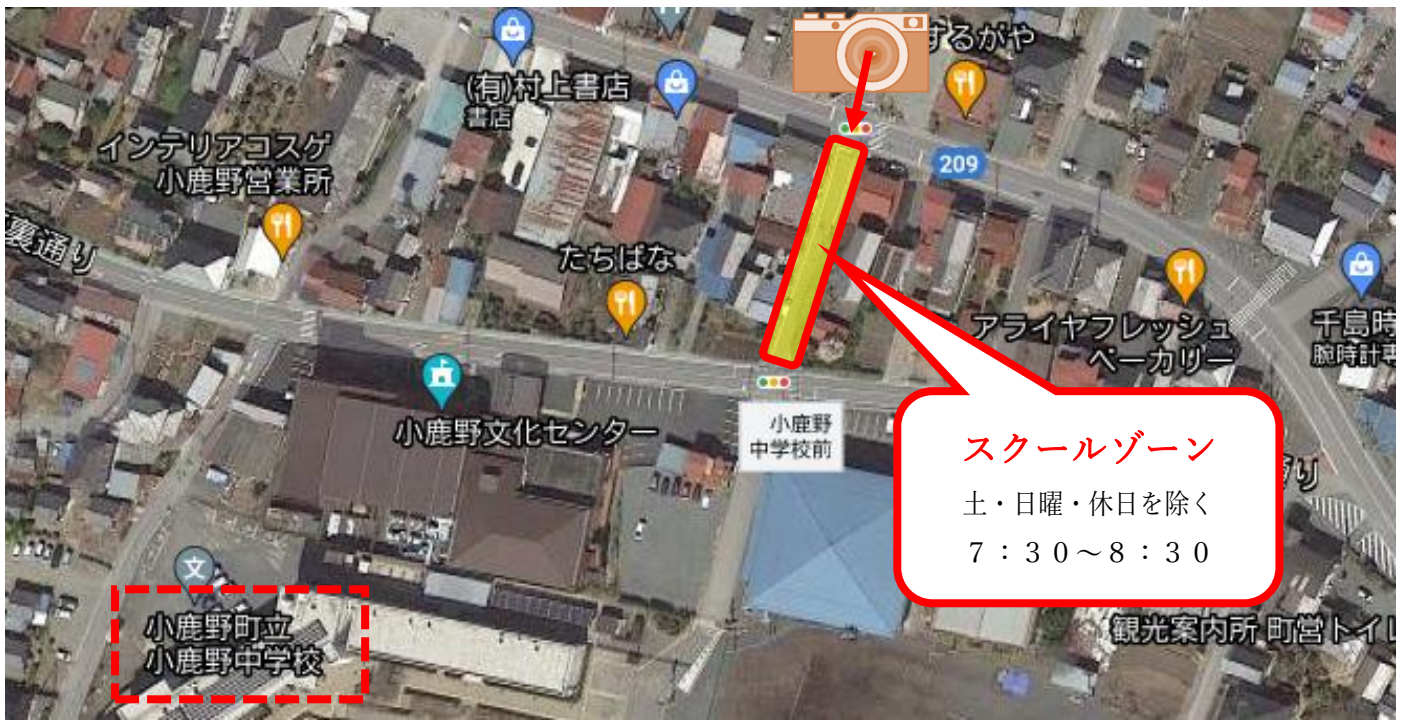 するがや
(有)村上書店
書店
インテリアコスゲ
小鹿野営業所
209
裏通り
たちばな
アライヤフレッシュ
ベーカリー
千島時
腕時計専
小鹿野文化センター
小鹿野
中学校前
スクールゾーン
土・日曜・休日を除く
7：30～8：30
り
文
小鹿野町立
小鹿野中学校
観光案内所 町営トイレ